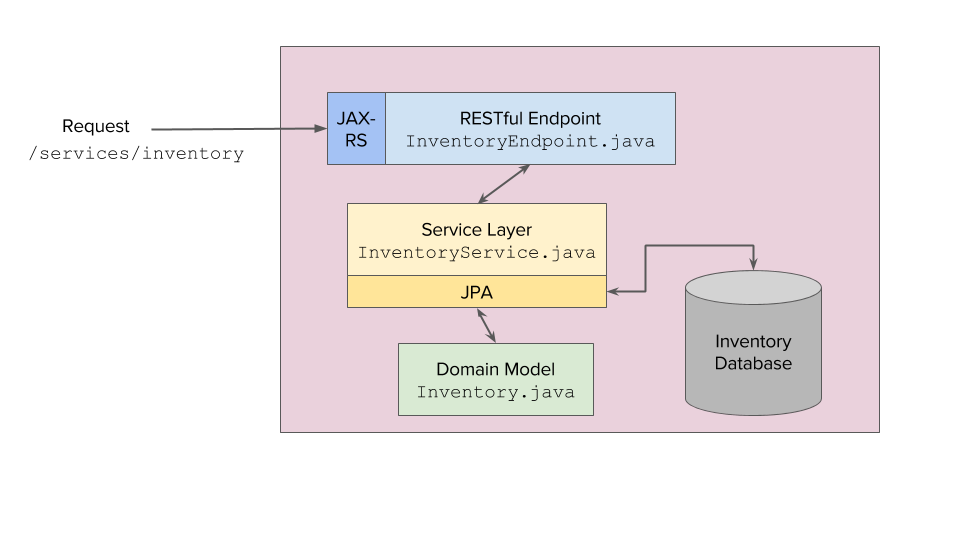 Request
/services/inventory
JAX-
RS
RESTful Endpoint
InventoryEndpoint.java
Service Layer
InventoryService.java
JPA
Domain Model
Inventory.java
Inventory
Database